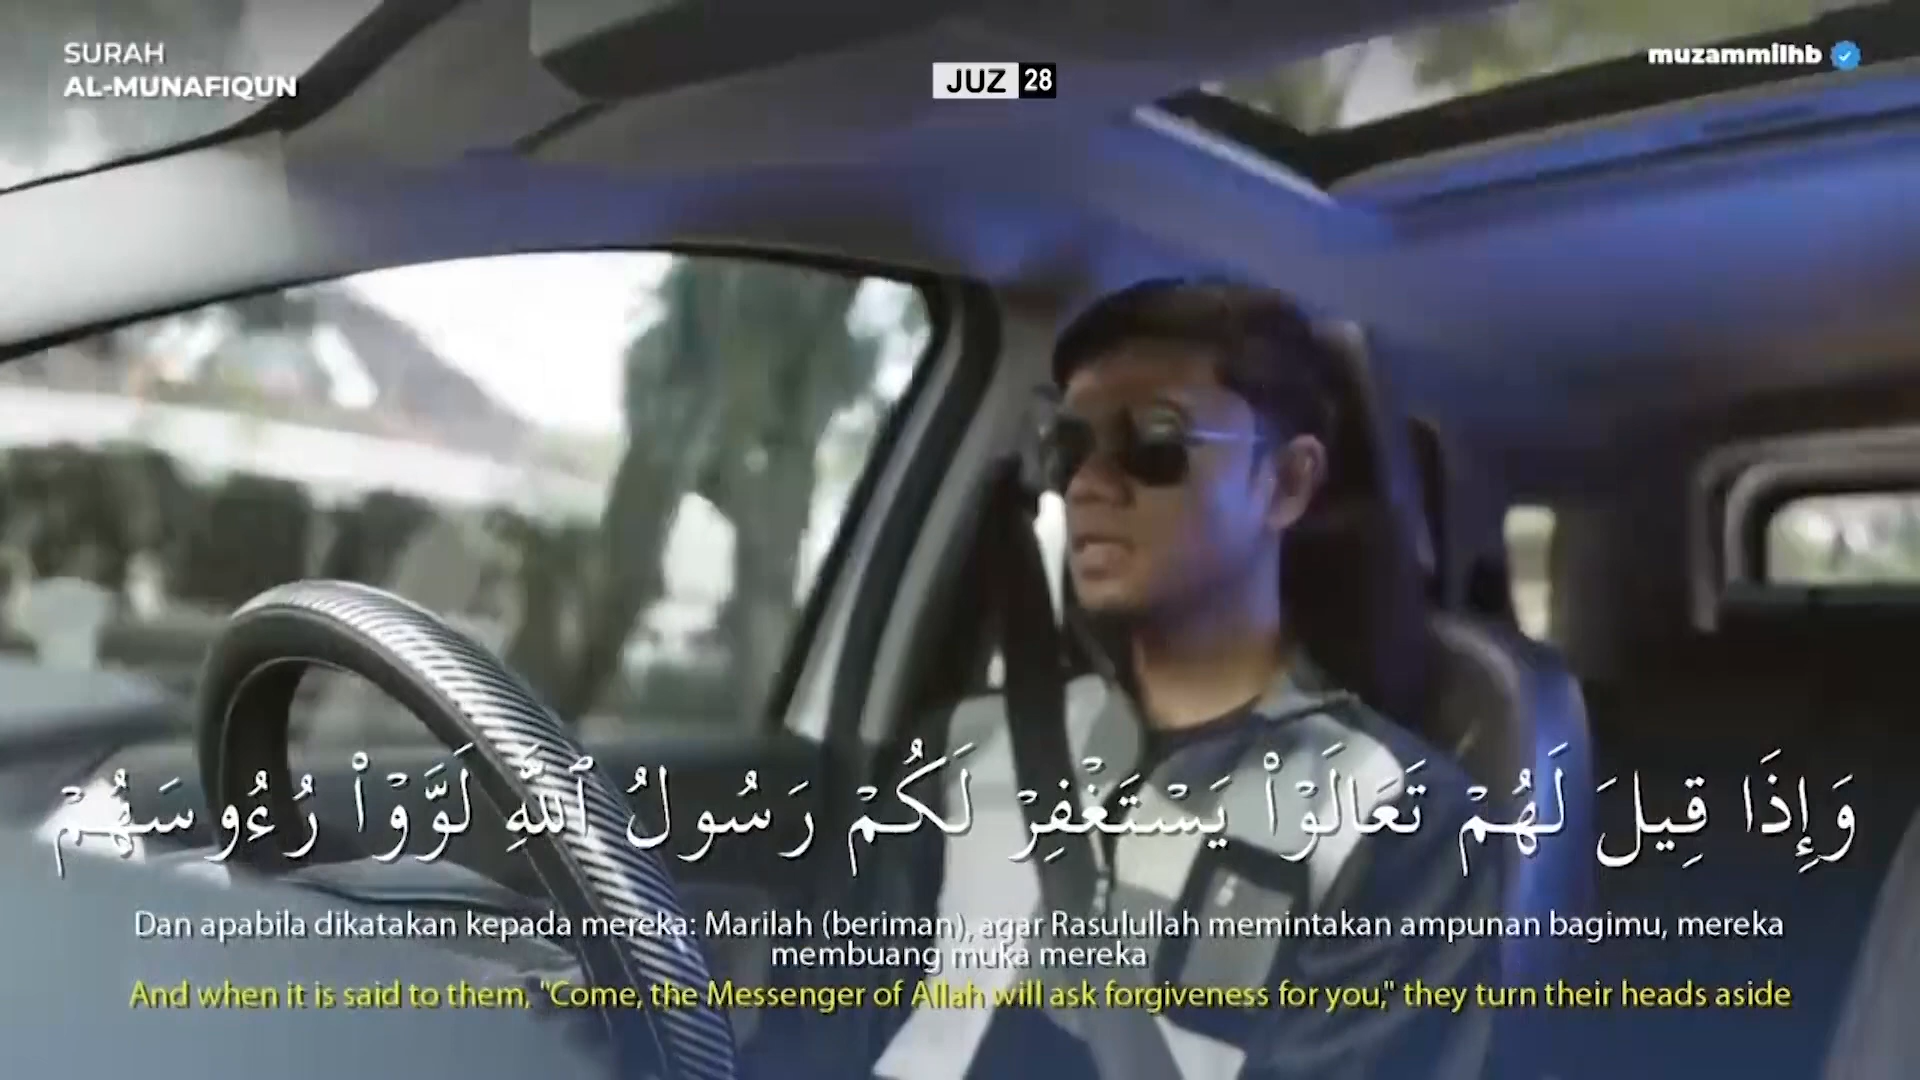 SURAH
AL-MUNAFIQUN
JUZ 28
muzammilhb
وَإِذَا قِيلَ لَهُمْ تَعَالَوْا۟ يَسْتَغْفِرْ لَكُمْ رَسُولُ ٱللَّهِ لَوَّوْا۟ رُءُوسَهُمْ
Dan apabila dikatakan kepada mereka: Marilah (beriman), agar Rasulullah memintakan ampunan bagimu, mereka
membuang muka mereka
And when it is said to them, "Come, the Messenger of Allah will ask forgiveness for you," they turn their heads aside